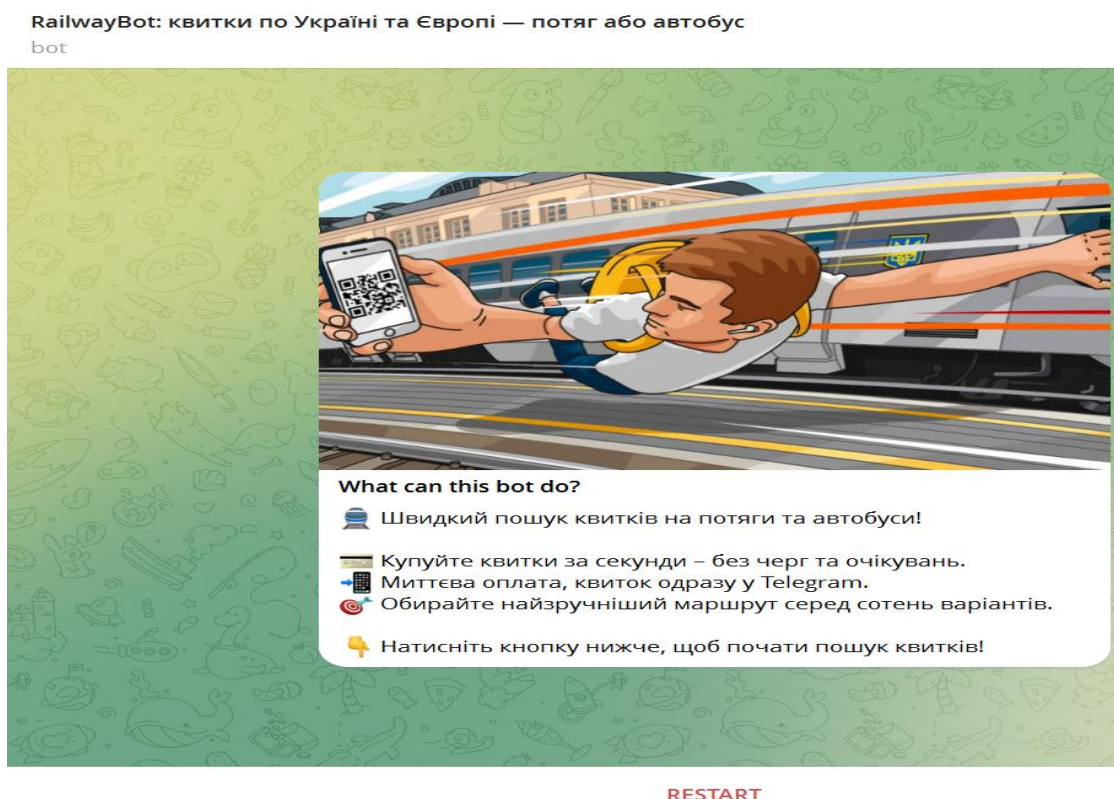 RailwayBot: квитки по Україні та Європі — потяг або автобус
bot
What can this bot do?
🚆 Швидкий пошук квитків на потяги та автобуси!
💳 Купуйте квитки за секунди – без черг та очікувань.
📲 Миттєва оплата, квиток одразу у Telegram.
🎯 Обирайте найзручніший маршрут серед сотень варіантів.
👇 Натисніть кнопку нижче, щоб почати пошук квитків!
RESTART